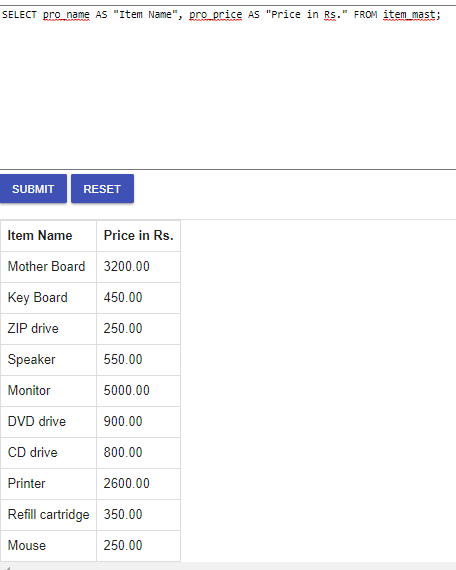 SELECT pro_name AS "Item Name", pro_price AS "Price in Rs." FROM item_mast;
SUBMIT RESET
Item Name Price in Rs.
Mother Board 3200.00
Key Board 450.00
ZIP drive 250.00
Speaker 550.00
Monitor 5000.00
DVD drive 900.00
CD drive 800.00
Printer 2600.00
Refill cartridge 350.00
Mouse 250.00